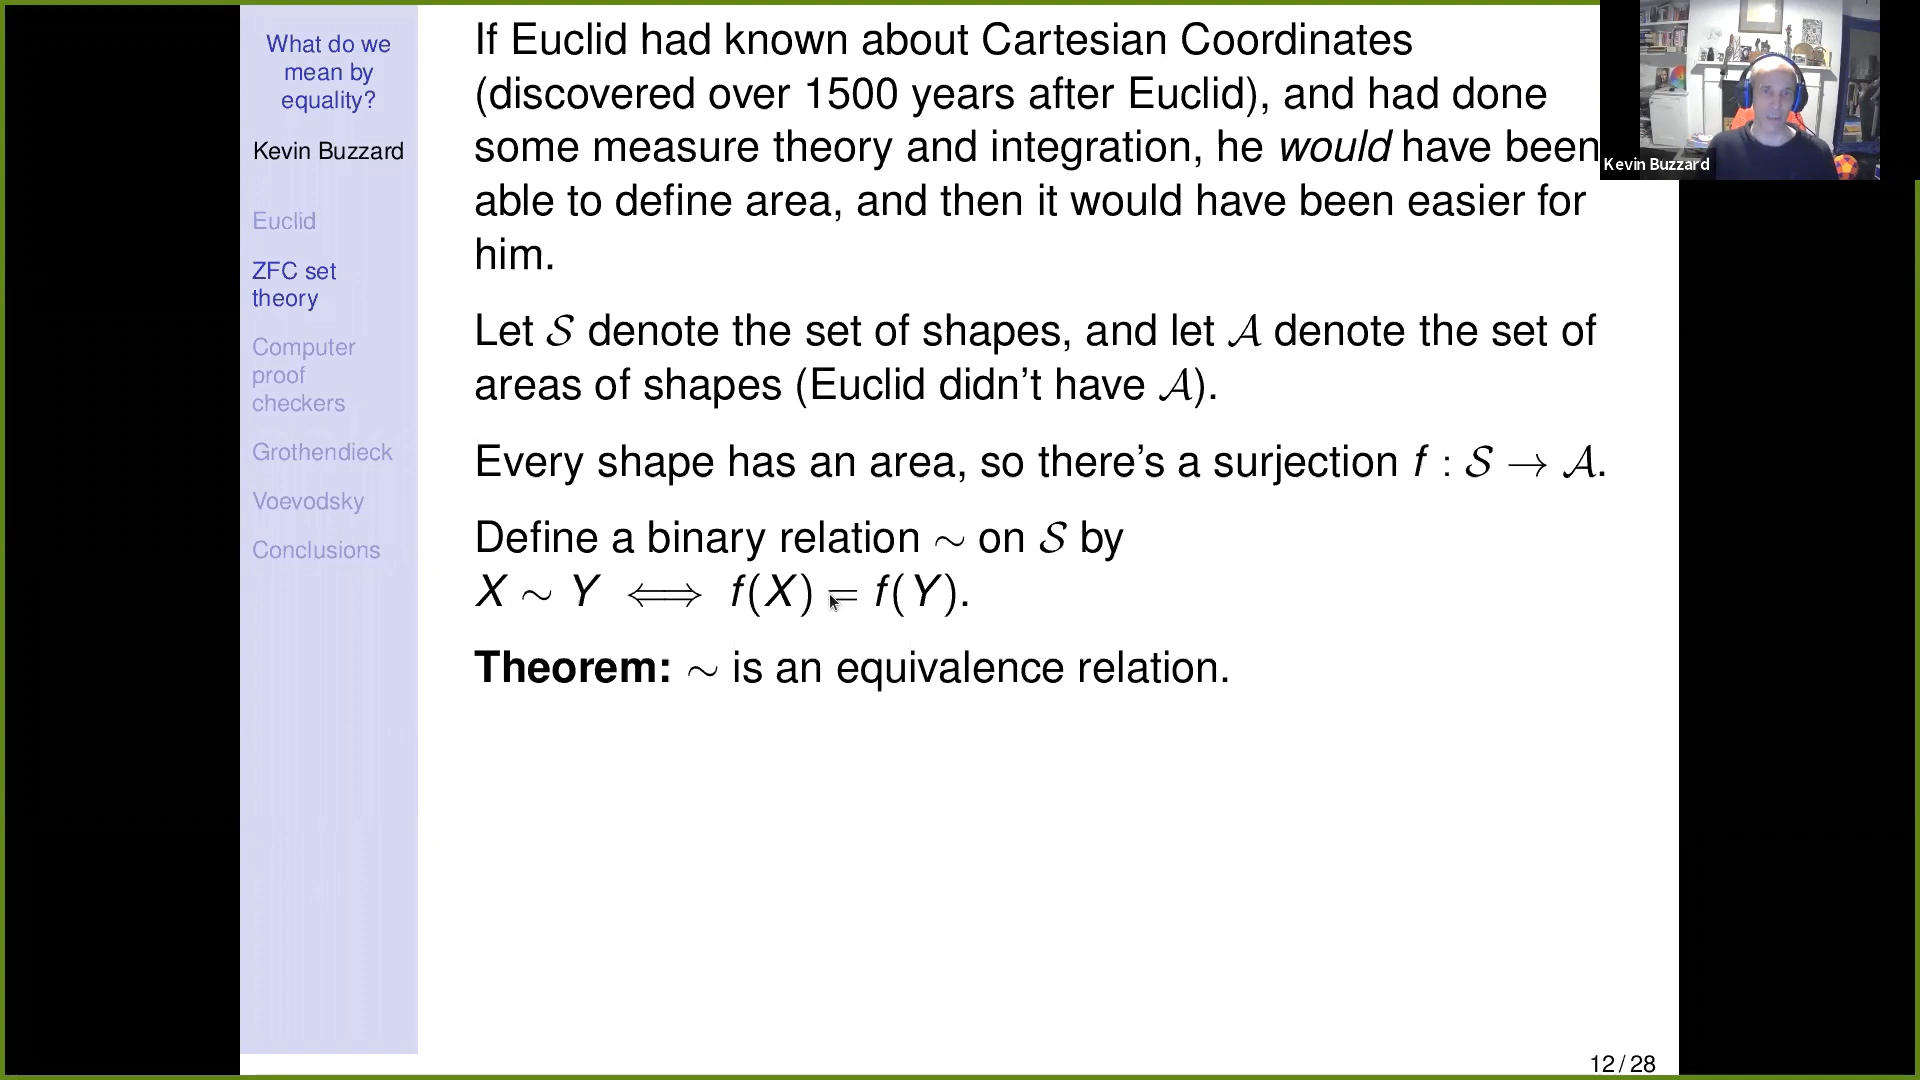 What do we
mean by
equality?
Kevin Buzzard
Euclid
ZFC set
theory
Computer
proof
checkers
Grothendieck
Voevodsky
Conclusions
If Euclid had known about Cartesian Coordinates
(discovered over 1500 years after Euclid), and had done
some measure theory and integration, he would have been
able to define area, and then it would have been easier for
him.
Let 𝒮 denote the set of shapes, and let 𝒜 denote the set of
areas of shapes (Euclid didn't have 𝒜).
Every shape has an area, so there's a surjection f : 𝒮 → 𝒜.
Define a binary relation ∼ on 𝒮 by
X ∼ Y ⟺ f(X) = f(Y).
Theorem: ∼ is an equivalence relation.
12 / 28
Kevin Buzzard